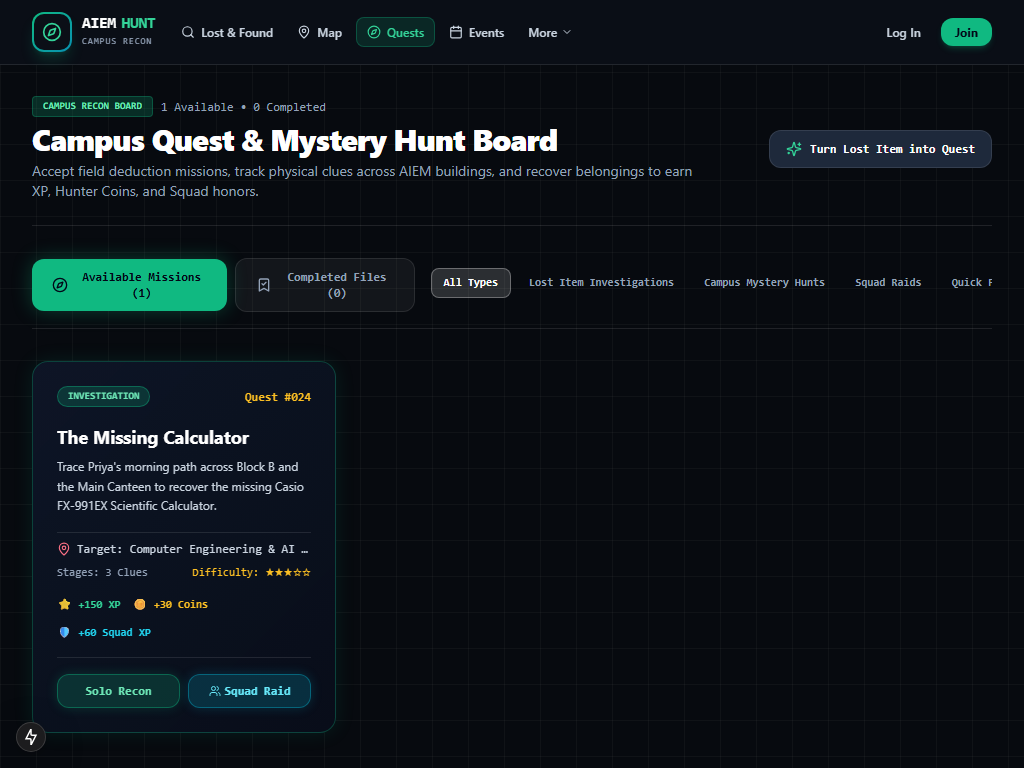 AIEM HUNT
CAMPUS RECON
Lost & Found
Map
Quests
Events
More
Log In
Join
CAMPUS RECON BOARD
1 Available • 0 Completed
Campus Quest & Mystery Hunt Board
Accept field deduction missions, track physical clues across AIEM buildings, and recover belongings to earn
XP, Hunter Coins, and Squad honors.
Turn Lost Item into Quest
Available Missions
(1)
Completed Files
(0)
All Types
Lost Item Investigations
Campus Mystery Hunts
Squad Raids
Quick
INVESTIGATION
Quest #024
The Missing Calculator
Trace Priya's morning path across Block B and
the Main Canteen to recover the missing Casio
FX-991EX Scientific Calculator.
Target: Computer Engineering & AI …
Stages: 3 Clues
Difficulty: ★★★☆☆
+150 XP
+30 Coins
+60 Squad XP
Solo Recon
Squad Raid